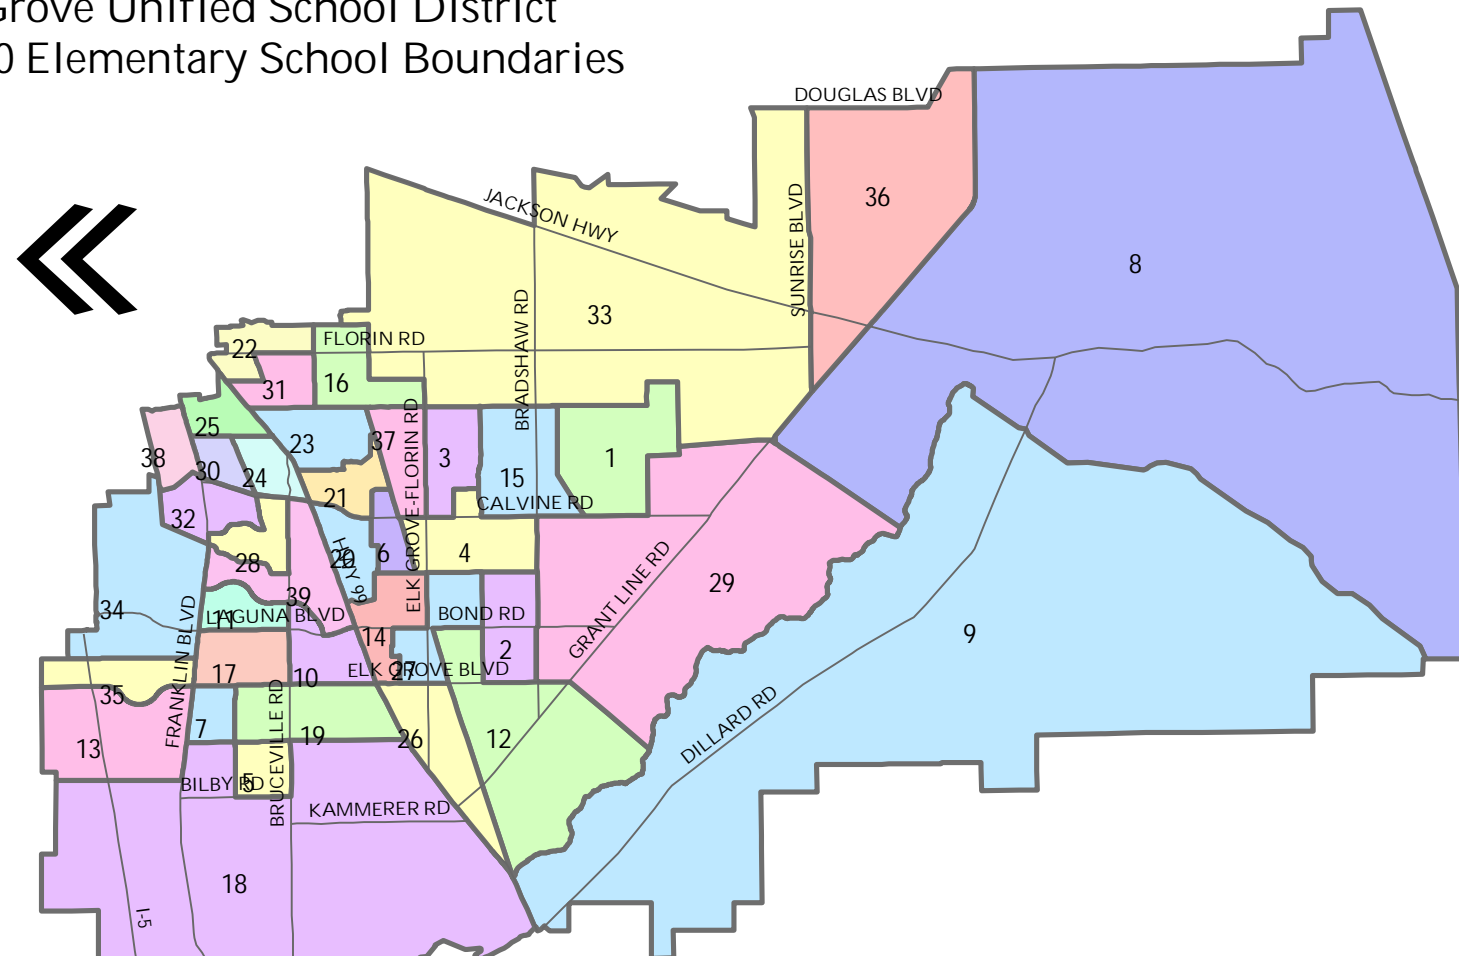 Grove Unified School District
0 Elementary School Boundaries
DOUGLAS BLVD
36
JACKSON HWY
SUNRISE BLVD
8
33
BRADSHAW RD
FLORIN RD
22
31
16
25
23
37
ELK GROVE-FLORIN RD
3
15
1
38
30
24
21
CALVINE RD
32
28
HWY 99
20
6
4
29
GRANT LINE RD
34
39
11
LAGUNA BLVD
BOND RD
9
14
2
FRANKLIN BLVD
17
10
ELK GROVE BLVD
27
35
13
7
BRUCEVILLE RD
19
26
12
DILLARD RD
BILBY RD
5
KAMMERER RD
18
I-5